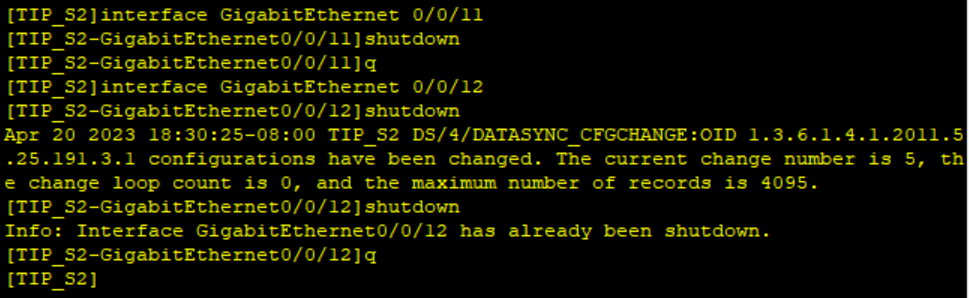 [TIP_S2]interface GigabitEthernet 0/0/11
[TIP_S2-GigabitEthernet0/0/11]shutdown
[TIP_S2-GigabitEthernet0/0/11]q
[TIP_S2]interface GigabitEthernet 0/0/12
[TIP_S2-GigabitEthernet0/0/12]shutdown
Apr 20 2023 18:30:25-08:00 TIP_S2 DS/4/DATASYNC_CFGCHANGE:OID 1.3.6.1.4.1.2011.5
.25.191.3.1 configurations have been changed. The current change number is 5, th
e change loop count is 0, and the maximum number of records is 4095.
[TIP_S2-GigabitEthernet0/0/12]shutdown
Info: Interface GigabitEthernet0/0/12 has already been shutdown.
[TIP_S2-GigabitEthernet0/0/12]q
[TIP_S2]